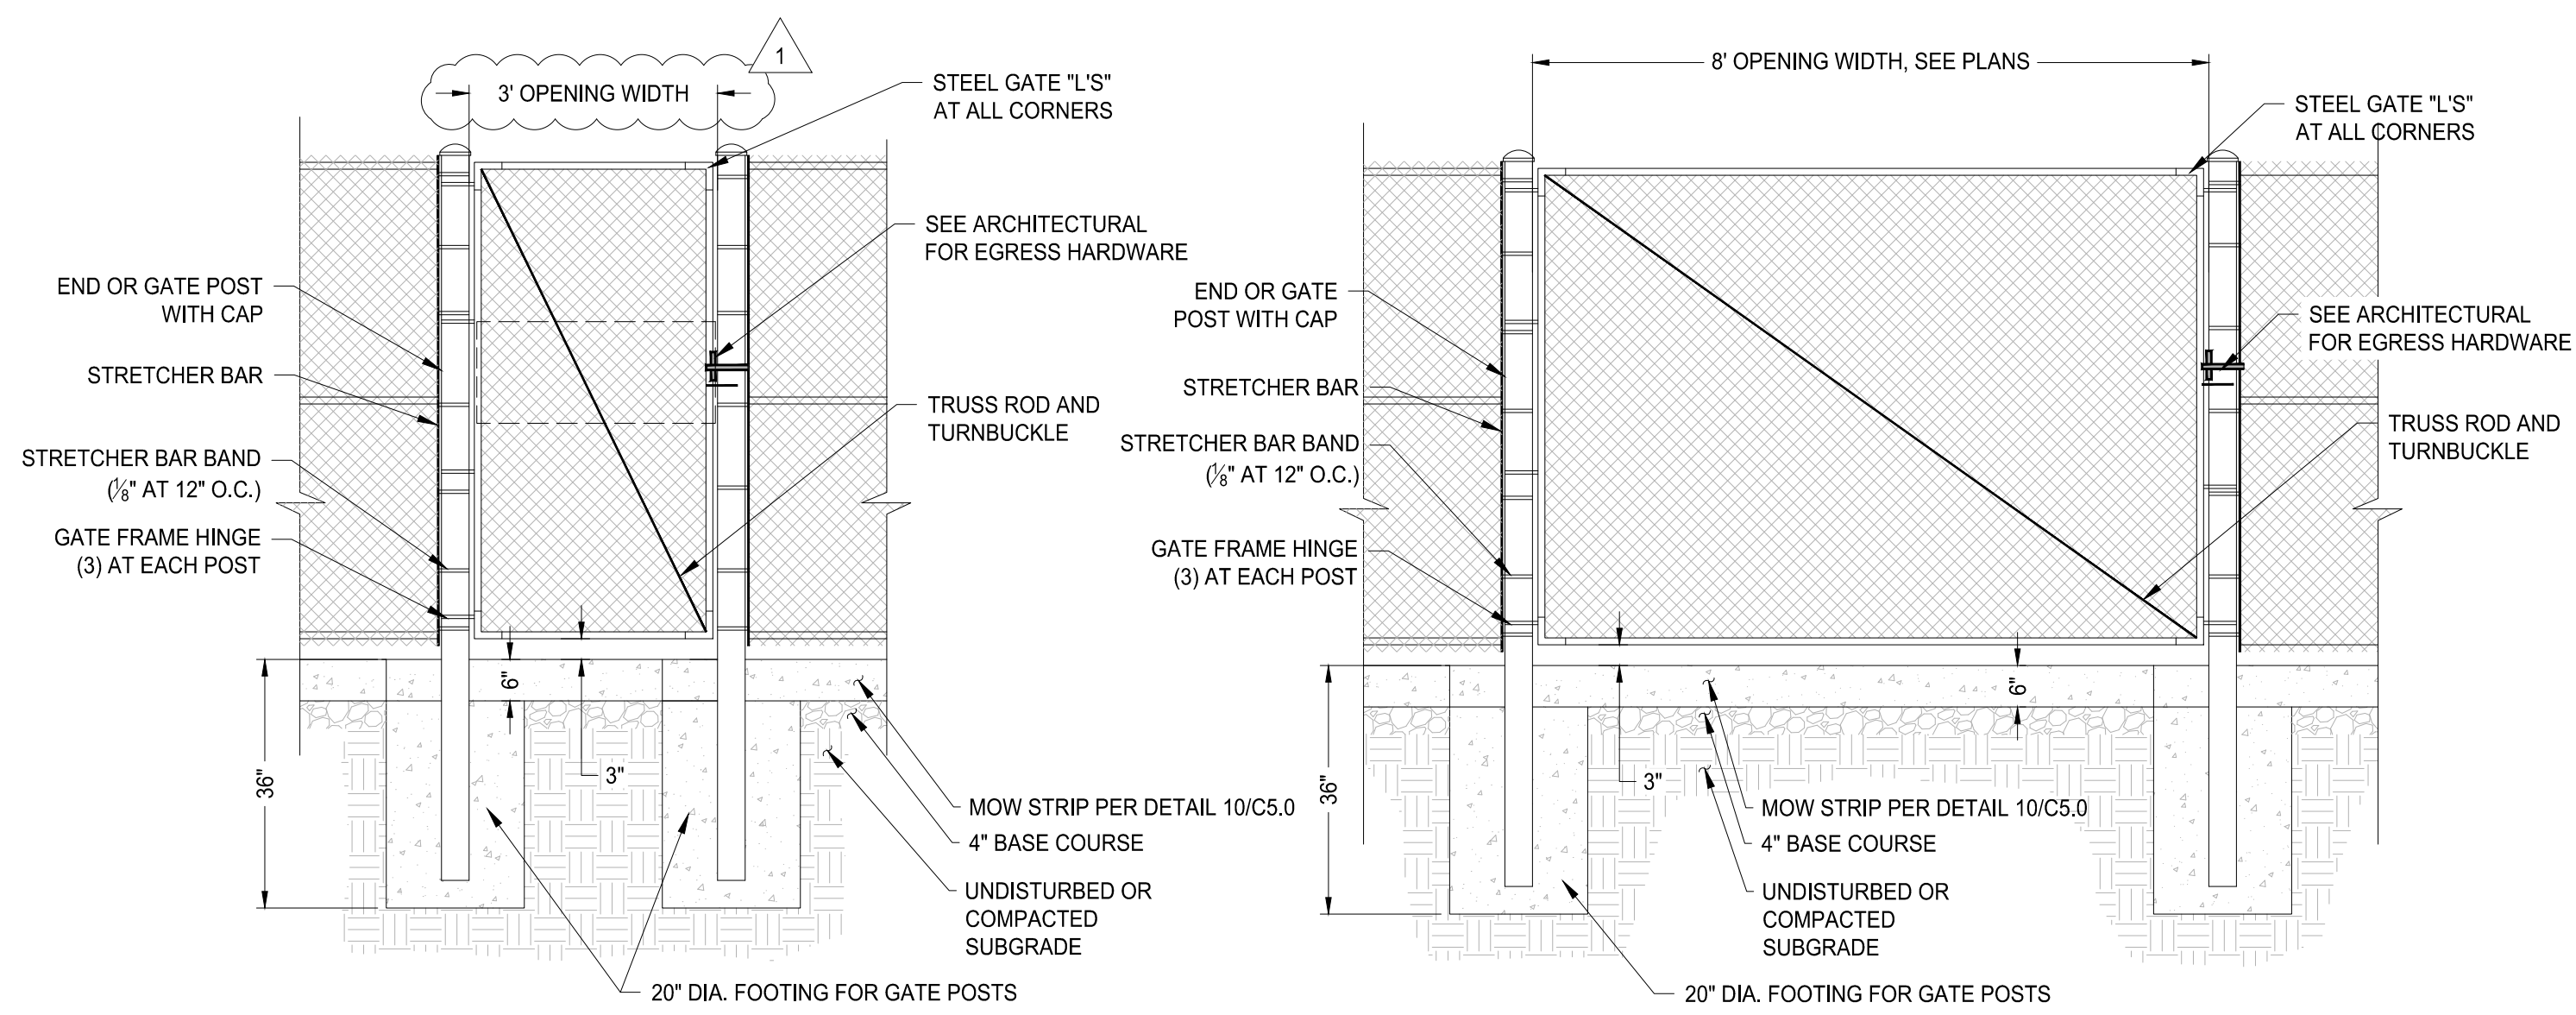 1
3' OPENING WIDTH
STEEL GATE "L'S"
AT ALL CORNERS
SEE ARCHITECTURAL
FOR EGRESS HARDWARE
END OR GATE POST
WITH CAP
STRETCHER BAR
TRUSS ROD AND
TURNBUCKLE
STRETCHER BAR BAND
(⅛" AT 12" O.C.)
GATE FRAME HINGE
(3) AT EACH POST
6"
36"
3"
MOW STRIP PER DETAIL 10/C5.0
4" BASE COURSE
UNDISTURBED OR
COMPACTED
SUBGRADE
20" DIA. FOOTING FOR GATE POSTS
8' OPENING WIDTH, SEE PLANS
STEEL GATE "L'S"
AT ALL CORNERS
END OR GATE
POST WITH CAP
SEE ARCHITECTURAL
FOR EGRESS HARDWARE
STRETCHER BAR
TRUSS ROD AND
TURNBUCKLE
STRETCHER BAR BAND
(⅛" AT 12" O.C.)
GATE FRAME HINGE
(3) AT EACH POST
6"
36"
3"
MOW STRIP PER DETAIL 10/C5.0
4" BASE COURSE
UNDISTURBED OR
COMPACTED
SUBGRADE
20" DIA. FOOTING FOR GATE POSTS